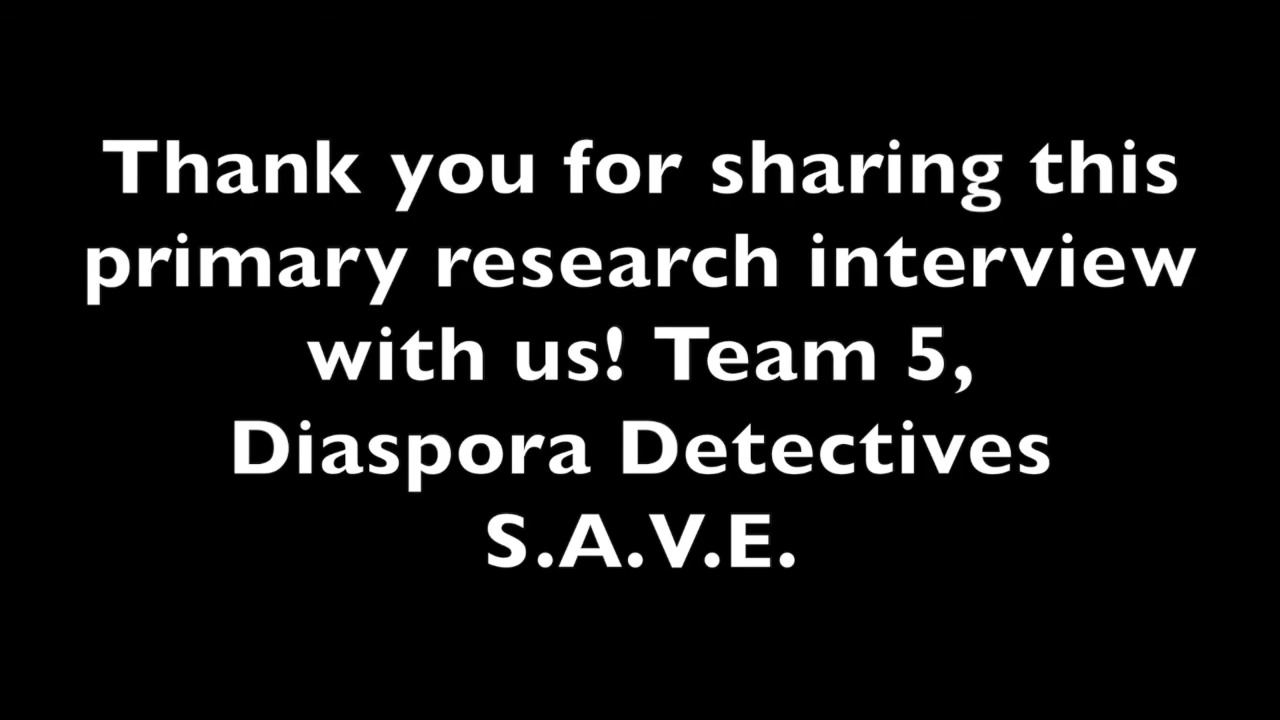 Thank you for sharing this
primary research interview
with us! Team 5,
Diaspora Detectives
S.A.V.E.